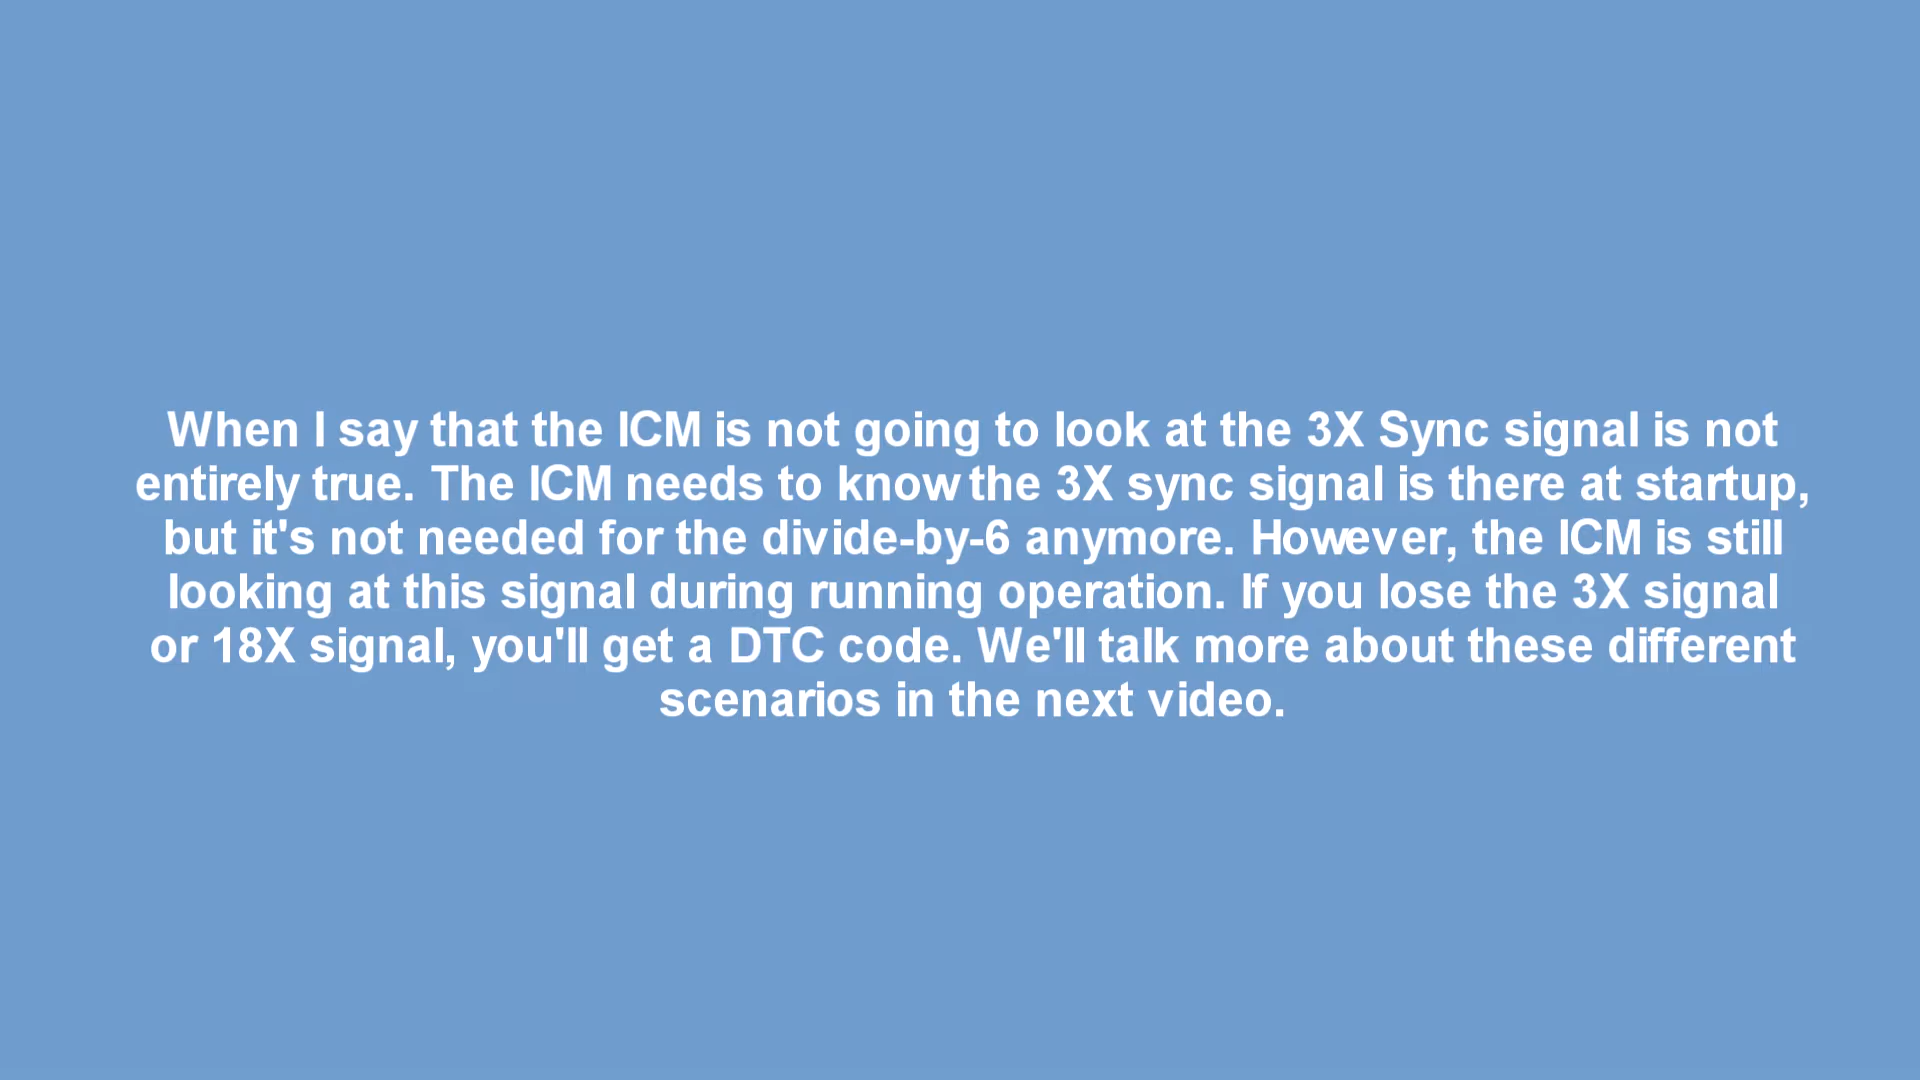 When I say that the ICM is not going to look at the 3X Sync signal is not
entirely true. The ICM needs to know the 3X sync signal is there at startup,
but it's not needed for the divide-by-6 anymore. However, the ICM is still
looking at this signal during running operation. If you lose the 3X signal
or 18X signal, you'll get a DTC code. We'll talk more about these different
scenarios in the next video.